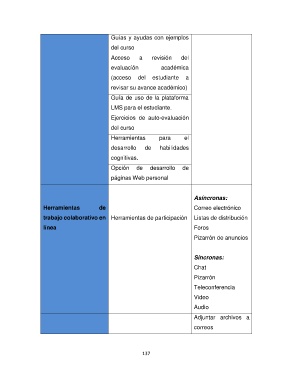 Guías y ayudas con ejemplos
del curso
Acceso a revisión del
evaluación académica
(acceso del estudiante a
revisar su avance académico)
Guía de uso de la plataforma
LMS para el estudiante.
Ejercicios de auto-evaluación
del curso
Herramientas para el
desarrollo de habilidades
cognitivas.
Opción de desarrollo de
páginas Web personal
Herramientas de
trabajo colaborativo en
línea
Herramientas de participación
Asíncronas:
Correo electrónico
Listas de distribución
Foros
Pizarrón de anuncios
Síncronas:
Chat
Pizarrón
Teleconferencia
Video
Audio
Adjuntar archivos a
correos
137